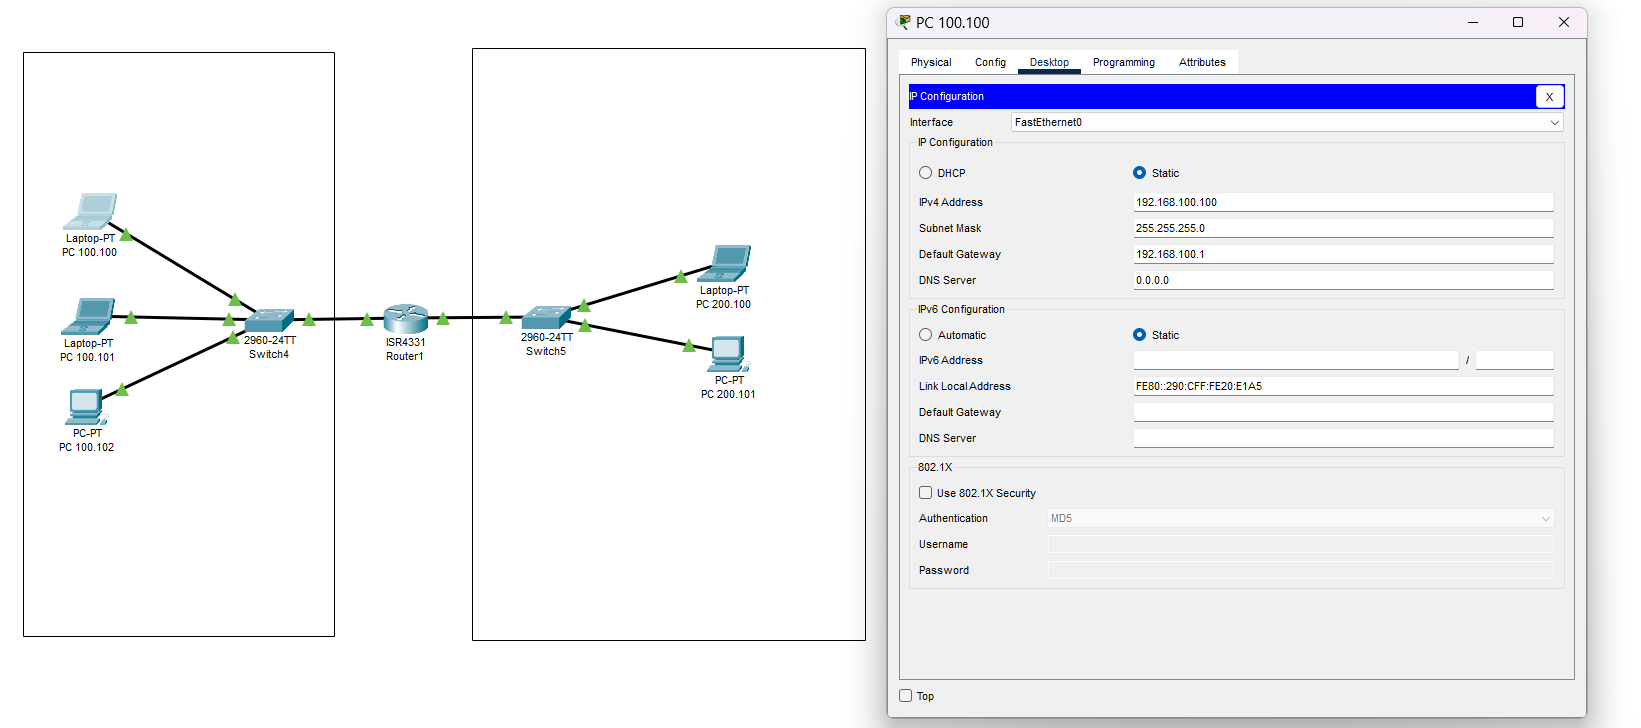 Laptop-PT
PC 100.100
Laptop-PT
PC 100.101
PC-PT
PC 100.102
2960-24TT
Switch4
ISR4331
Router1
2960-24TT
Switch5
Laptop-PT
PC 200.100
PC-PT
PC 200.101
PC 100.100
Physical Config Desktop Programming Attributes
IP Configuration X
Interface FastEthernet0
IP Configuration
DHCP Static
IPv4 Address 192.168.100.100
Subnet Mask 255.255.255.0
Default Gateway 192.168.100.1
DNS Server 0.0.0.0
IPv6 Configuration
Automatic Static
IPv6 Address /
Link Local Address FE80::290:CFF:FE20:E1A5
Default Gateway
DNS Server
802.1X
Use 802.1X Security
Authentication MD5
Username
Password
Top